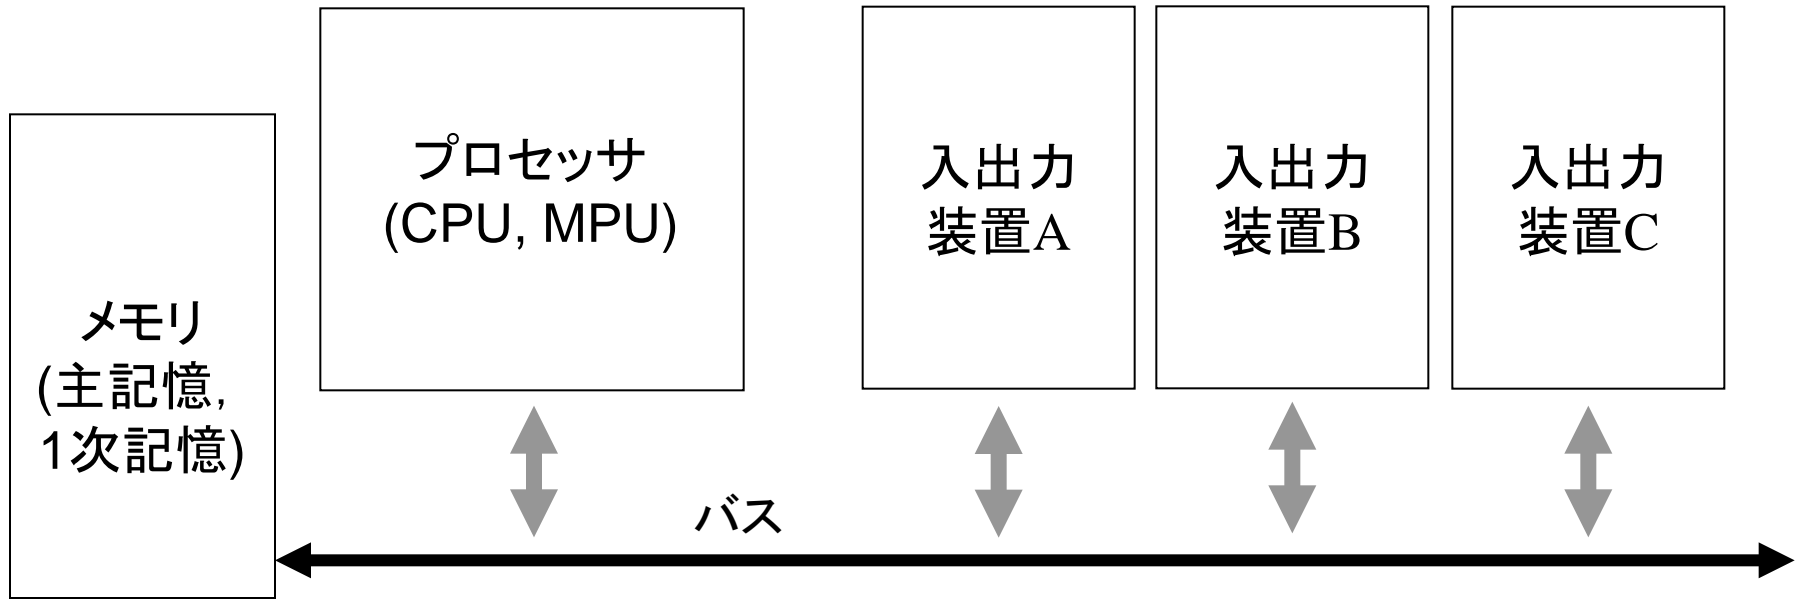 プロセッサ
(CPU, MPU)
入出力
装置A
入出力
装置B
入出力
装置C
メモリ
(主記憶,
1次記憶)
バス